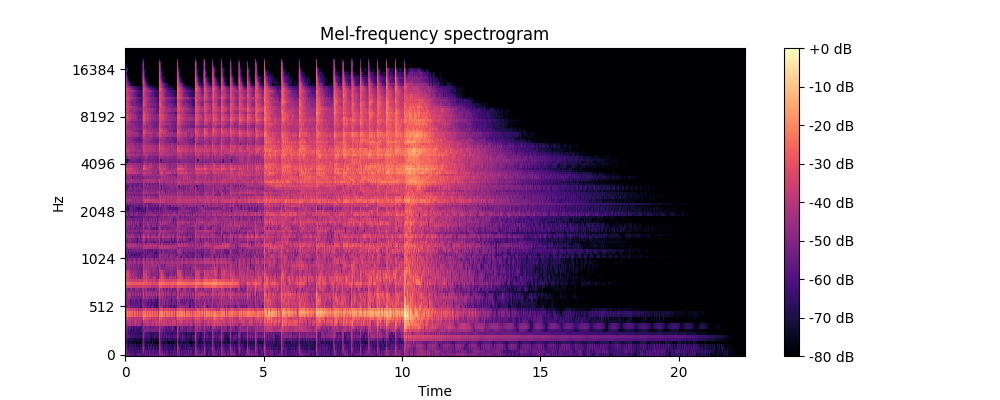 Mel-frequency spectrogram
Hz
16384
8192
4096
2048
1024
512
0
0 5 10 15 20
Time
+0 dB
-10 dB
-20 dB
-30 dB
-40 dB
-50 dB
-60 dB
-70 dB
-80 dB